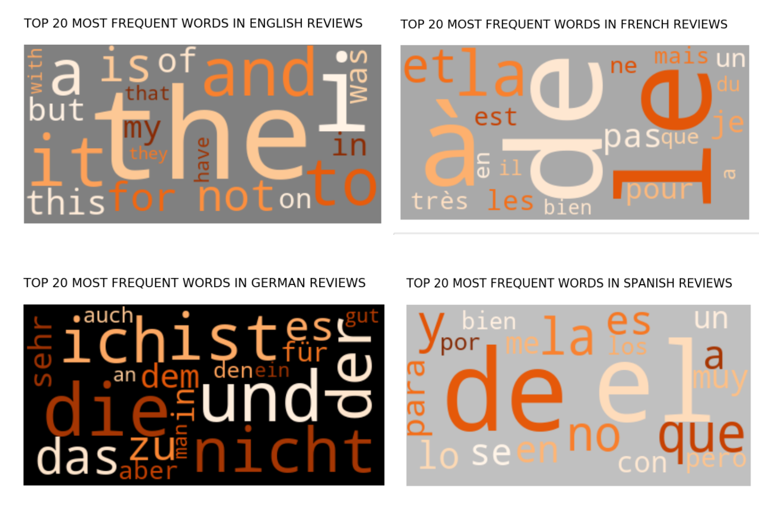 TOP 20 MOST FREQUENT WORDS IN ENGLISH REVIEWS
with a is of and was
but that the i
my they have in
it to
this for not on
TOP 20 MOST FREQUENT WORDS IN FRENCH REVIEWS
et la de ne mais un
du
à est le je
pas que
en il pour a
très les bien
TOP 20 MOST FREQUENT WORDS IN GERMAN REVIEWS
sehr auch ich ist es gut
für der
an dem den ein
die in und
das zu man nicht
aber
TOP 20 MOST FREQUENT WORDS IN SPANISH REVIEWS
y bien la es un
por me los a
para de el muy
no que
lo se en con pero